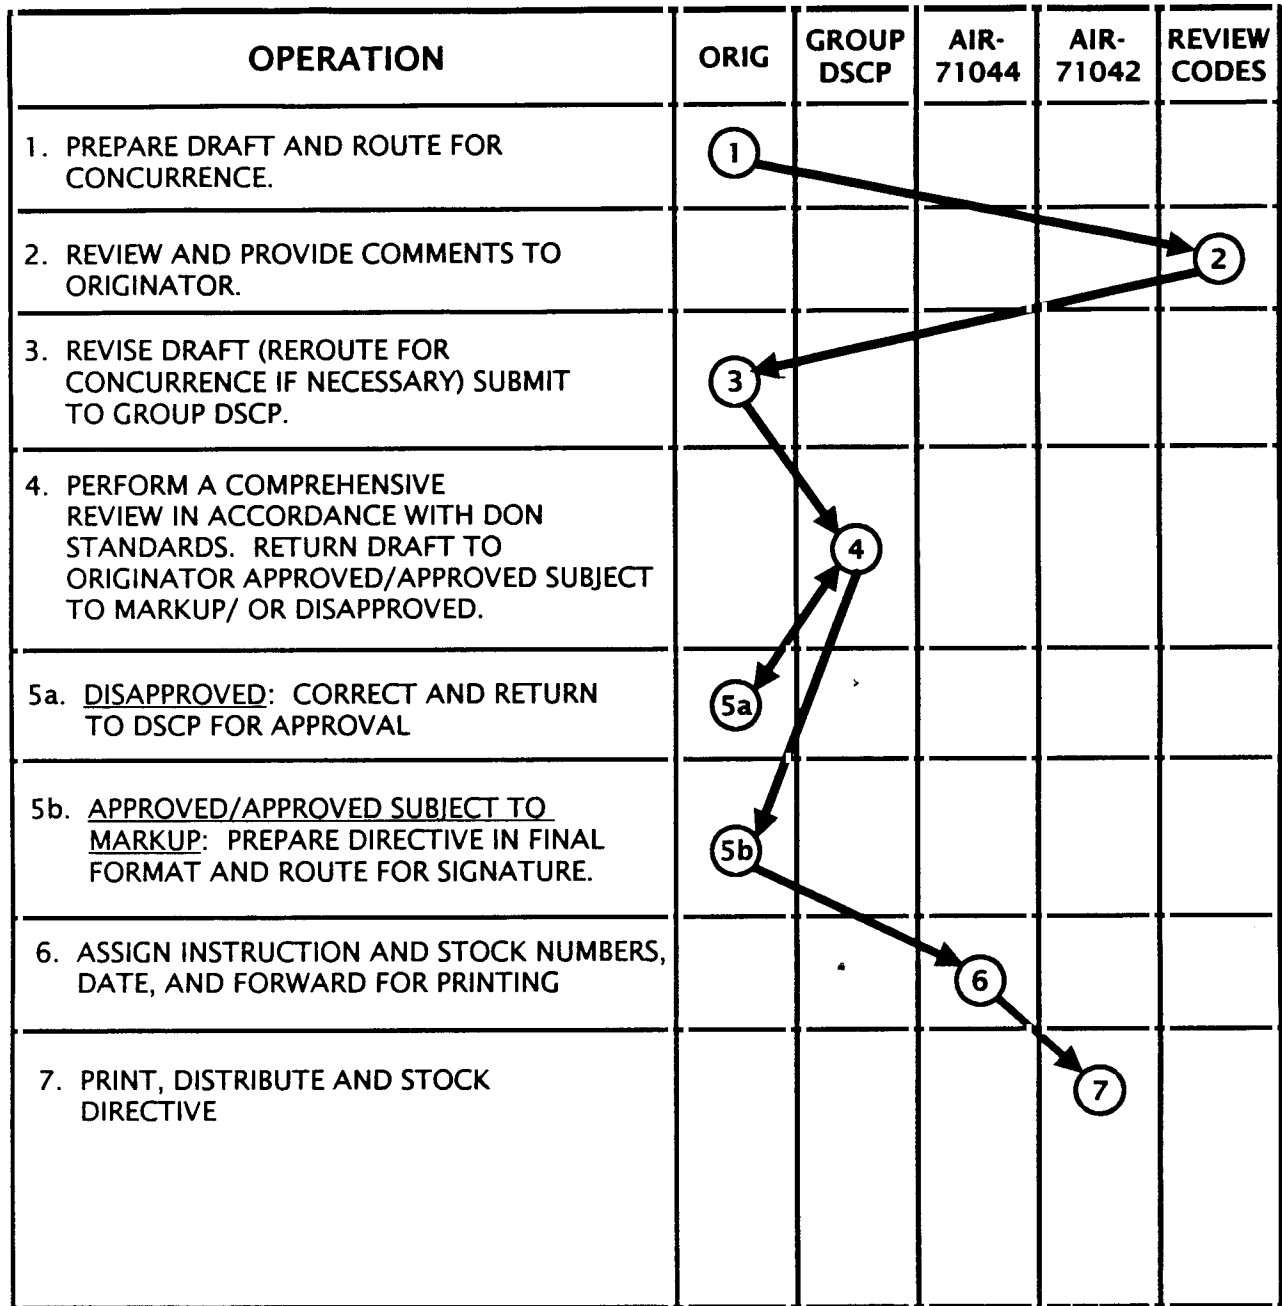 OPERATION
ORIG
GROUP
DSCP
AIR-
71044
AIR-
71042
REVIEW
CODES
1. PREPARE DRAFT AND ROUTE FOR
CONCURRENCE.
1
2. REVIEW AND PROVIDE COMMENTS TO
ORIGINATOR.
2
3. REVISE DRAFT (REROUTE FOR
CONCURRENCE IF NECESSARY) SUBMIT
TO GROUP DSCP.
3
4. PERFORM A COMPREHENSIVE
REVIEW IN ACCORDANCE WITH DON
STANDARDS. RETURN DRAFT TO
ORIGINATOR APPROVED/APPROVED SUBJECT
TO MARKUP/ OR DISAPPROVED.
4
5a. DISAPPROVED: CORRECT AND RETURN
TO DSCP FOR APPROVAL
5a
5b. APPROVED/APPROVED SUBJECT TO
MARKUP: PREPARE DIRECTIVE IN FINAL
FORMAT AND ROUTE FOR SIGNATURE.
5b
6. ASSIGN INSTRUCTION AND STOCK NUMBERS,
DATE, AND FORWARD FOR PRINTING
6
7. PRINT, DISTRIBUTE AND STOCK
DIRECTIVE
7